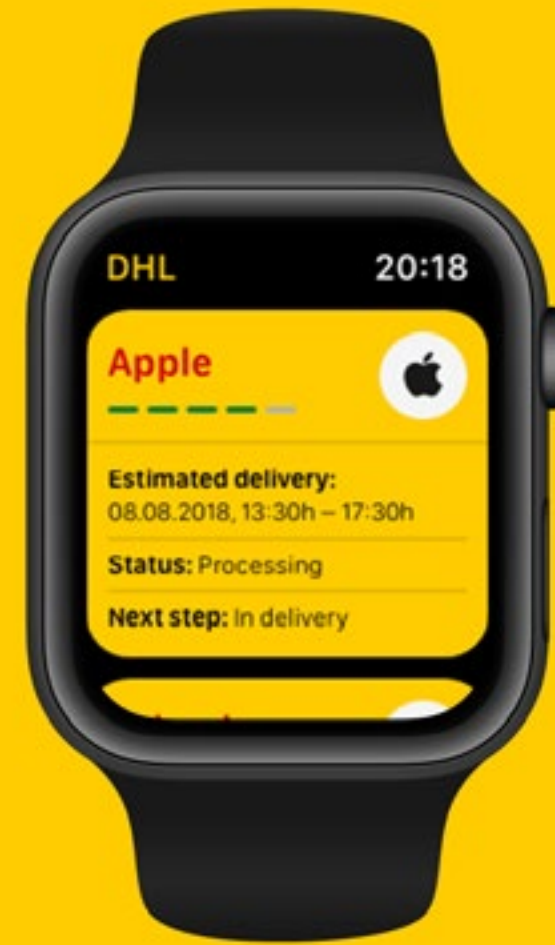 DHL
20:18
Apple
Estimated delivery:
08.08.2018, 13:30h – 17:30h
Status: Processing
Next step: In delivery